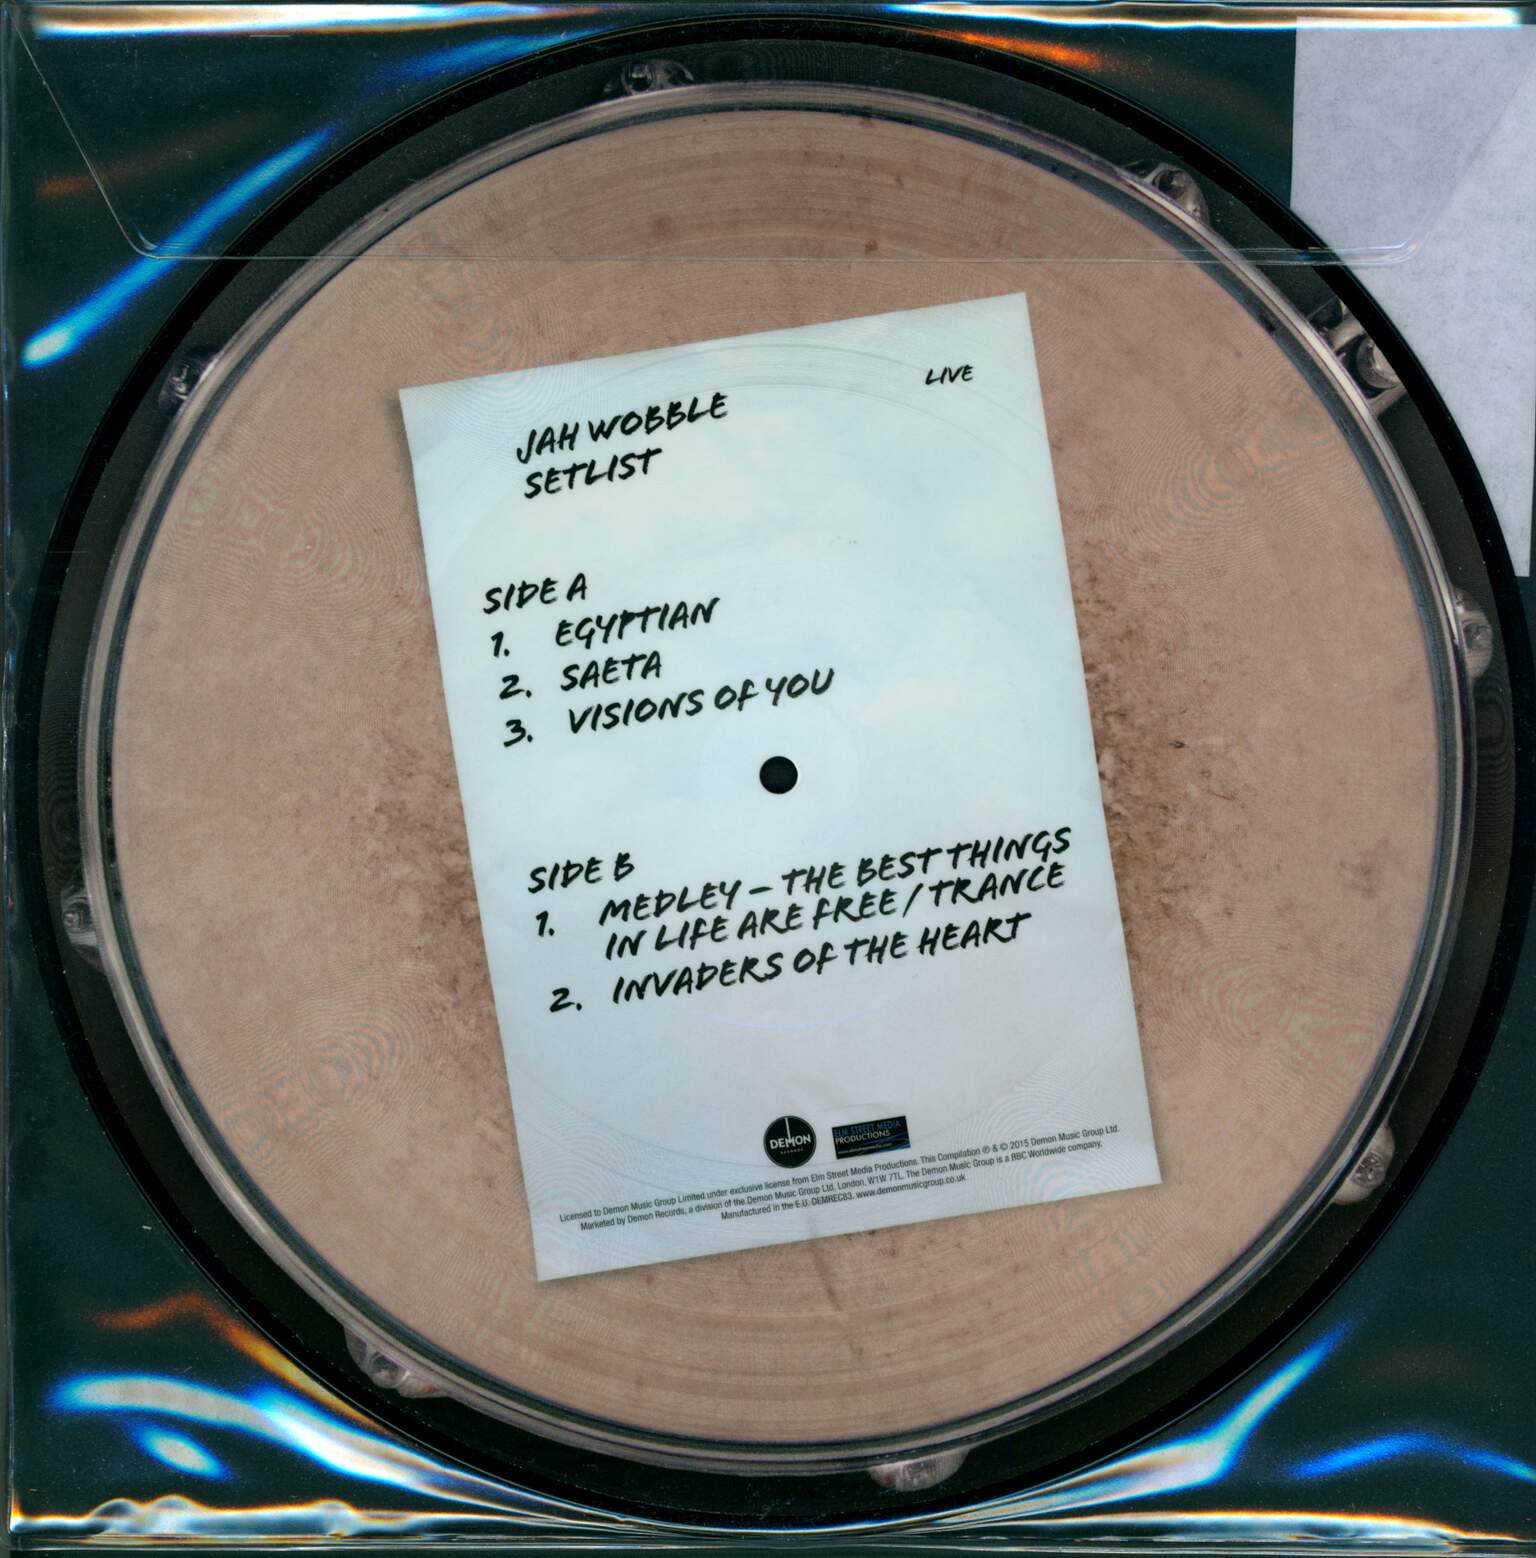 LIVE
JAH WOBBLE
SETLIST
SIDE A
1. EGYPTIAN
2. SAETA
3. VISIONS OF YOU
SIDE B
1. MEDLEY – THE BEST THINGS
IN LIFE ARE FREE / TRANCE
2. INVADERS OF THE HEART
DEMON
RECORDS
ELM STREET MEDIA
PRODUCTIONS
Licensed to Demon Music Group Limited under exclusive license from Elm Street Media Productions. This Compilation ℗ & © 2015 Demon Music Group Ltd.
Marketed by Demon Records, a division of the Demon Music Group Ltd, London, W1W 7TL. The Demon Music Group is a BBC Worldwide company.
Manufactured in the E.U. DEMREC83. www.demonmusicgroup.co.uk